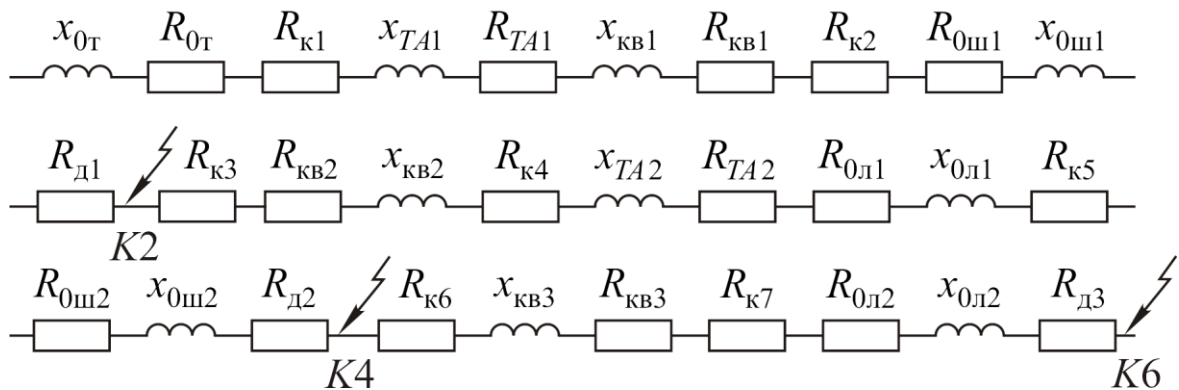 x₀т R₀т Rк1 xTA1 RTA1 xкв1 Rкв1 Rк2 R₀ш1 x₀ш1
Rд1 Rк3 Rкв2 xкв2 Rк4 xTA2 RTA2 R₀л1 x₀л1 Rк5
K2
R₀ш2 x₀ш2 Rд2 Rк6 xкв3 Rкв3 Rк7 R₀л2 x₀л2 Rд3
K4 K6